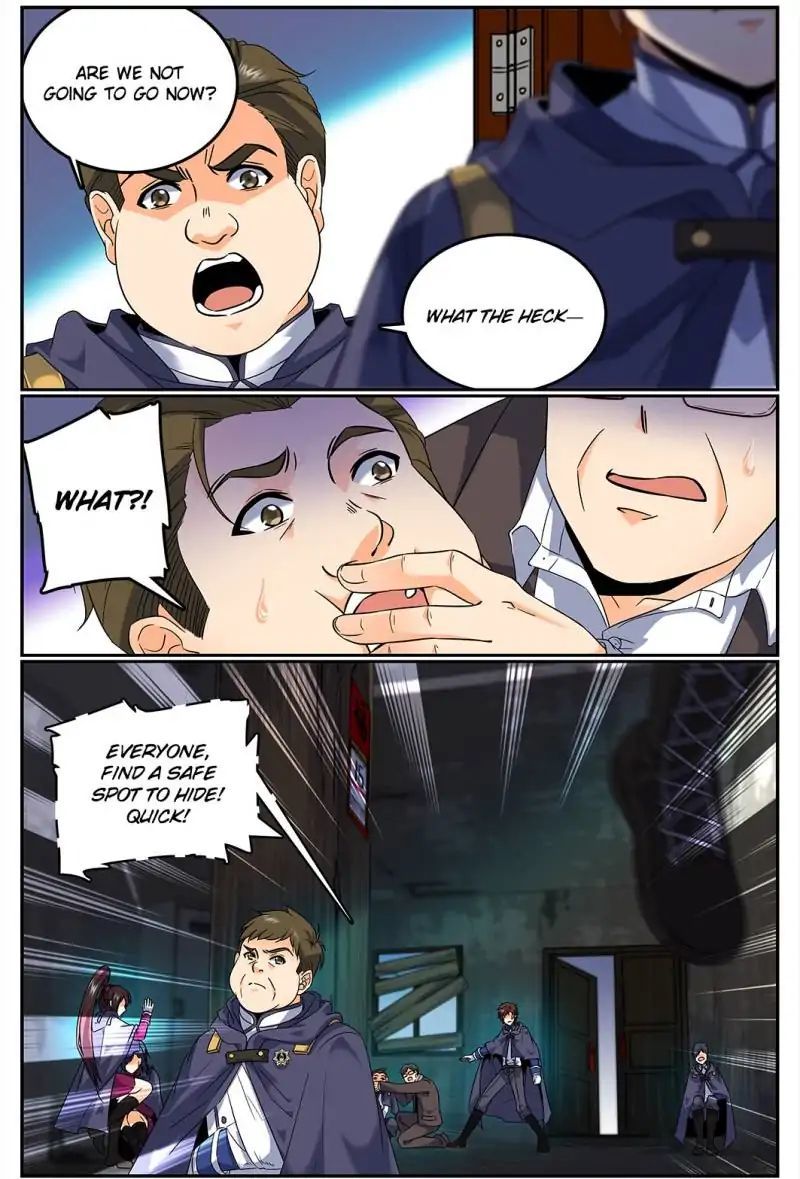 ARE WE NOT
GOING TO GO NOW?
WHAT THE HECK—
WHAT?!
EVERYONE,
FIND A SAFE
SPOT TO HIDE!
QUICK!